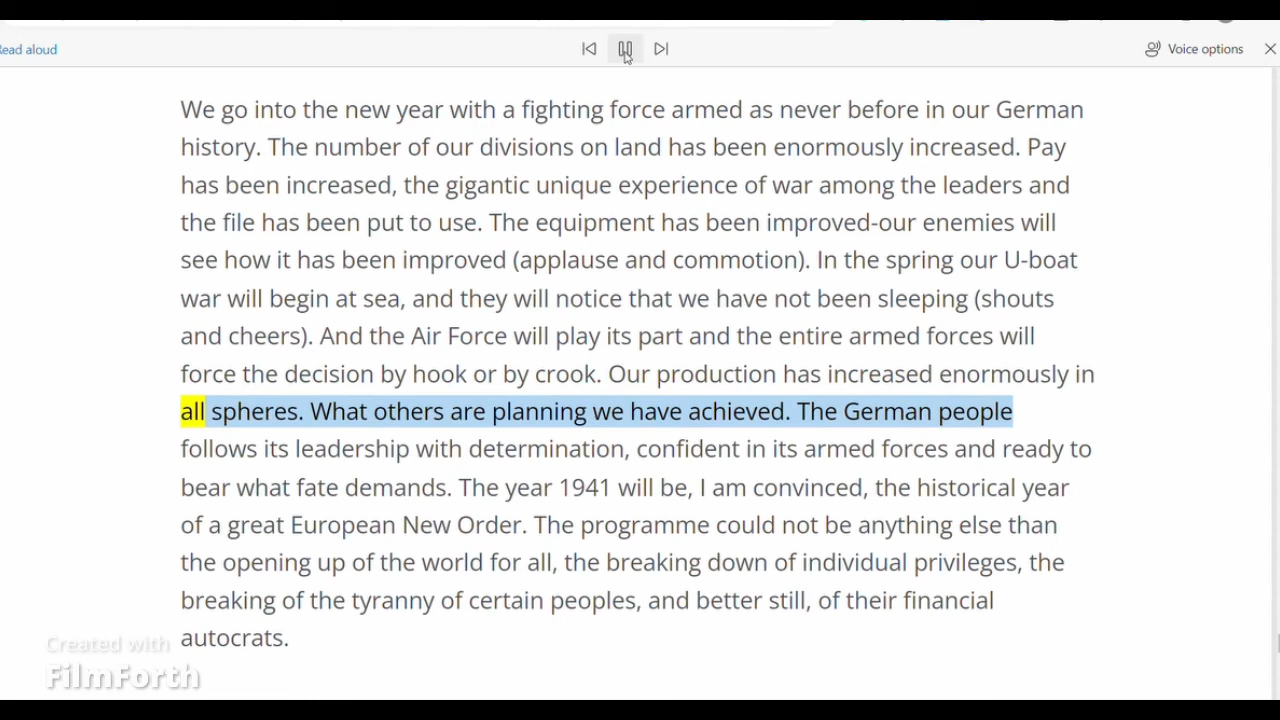 Read aloud
Voice options
We go into the new year with a fighting force armed as never before in our German
history. The number of our divisions on land has been enormously increased. Pay
has been increased, the gigantic unique experience of war among the leaders and
the file has been put to use. The equipment has been improved-our enemies will
see how it has been improved (applause and commotion). In the spring our U-boat
war will begin at sea, and they will notice that we have not been sleeping (shouts
and cheers). And the Air Force will play its part and the entire armed forces will
force the decision by hook or by crook. Our production has increased enormously in
all spheres. What others are planning we have achieved. The German people
follows its leadership with determination, confident in its armed forces and ready to
bear what fate demands. The year 1941 will be, I am convinced, the historical year
of a great European New Order. The programme could not be anything else than
the opening up of the world for all, the breaking down of individual privileges, the
breaking of the tyranny of certain peoples, and better still, of their financial
autocrats.
Created with
FilmForth